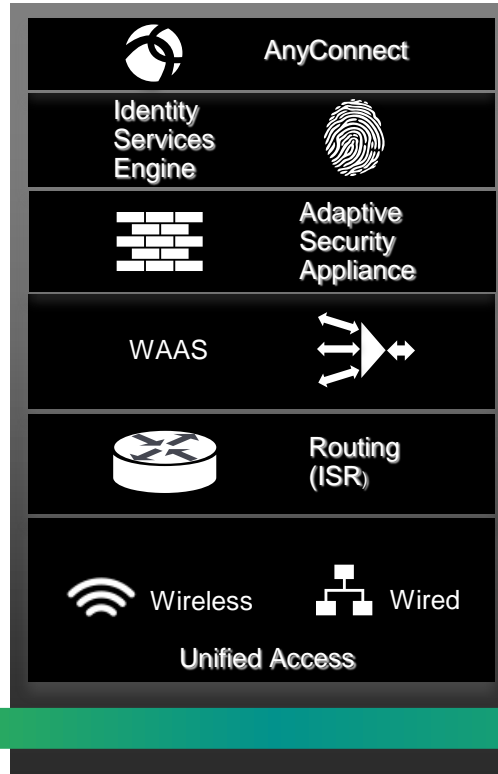 AnyConnect
Identity
Services
Engine
Adaptive
Security
Appliance
WAAS
Routing
(ISR)
Wireless
Wired
Unified Access